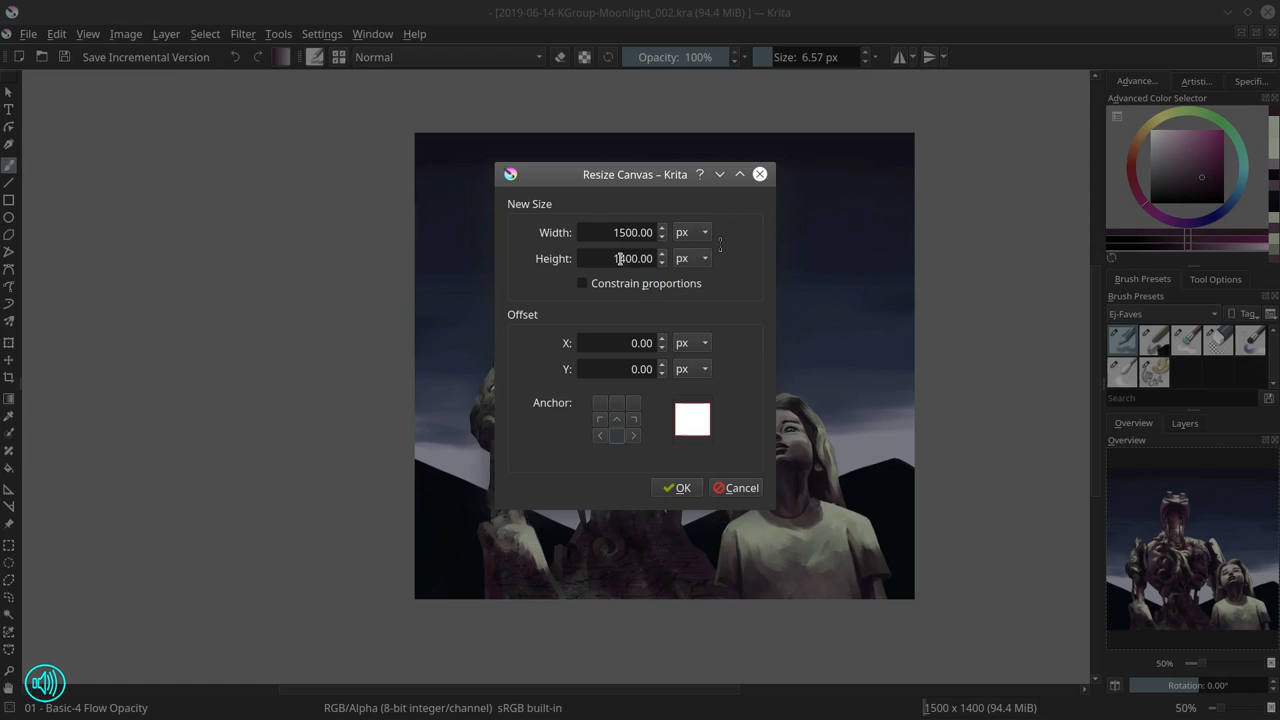 - [2019-06-14-KGroup-Moonlight_002.kra (94.4 MiB) ] — Krita
File Edit View Image Layer Select Filter Tools Settings Window Help
Save Incremental Version Normal Opacity: 100% Size: 6.57 px
Advance... Artisti... Specifi...
Advanced Color Selector
Resize Canvas – Krita
New Size
Width: 1500.00 px
Height: 1400.00 px
Constrain proportions
Offset
X: 0.00 px
Y: 0.00 px
Anchor:
OK Cancel
Brush Presets Tool Options
Brush Presets
Ej-Faves Tag
Search
Overview Layers
Overview
50%
Rotation: 0.00°
01 - Basic-4 Flow Opacity RGB/Alpha (8-bit integer/channel) sRGB built-in 1500 x 1400 (94.4 MiB) 50%